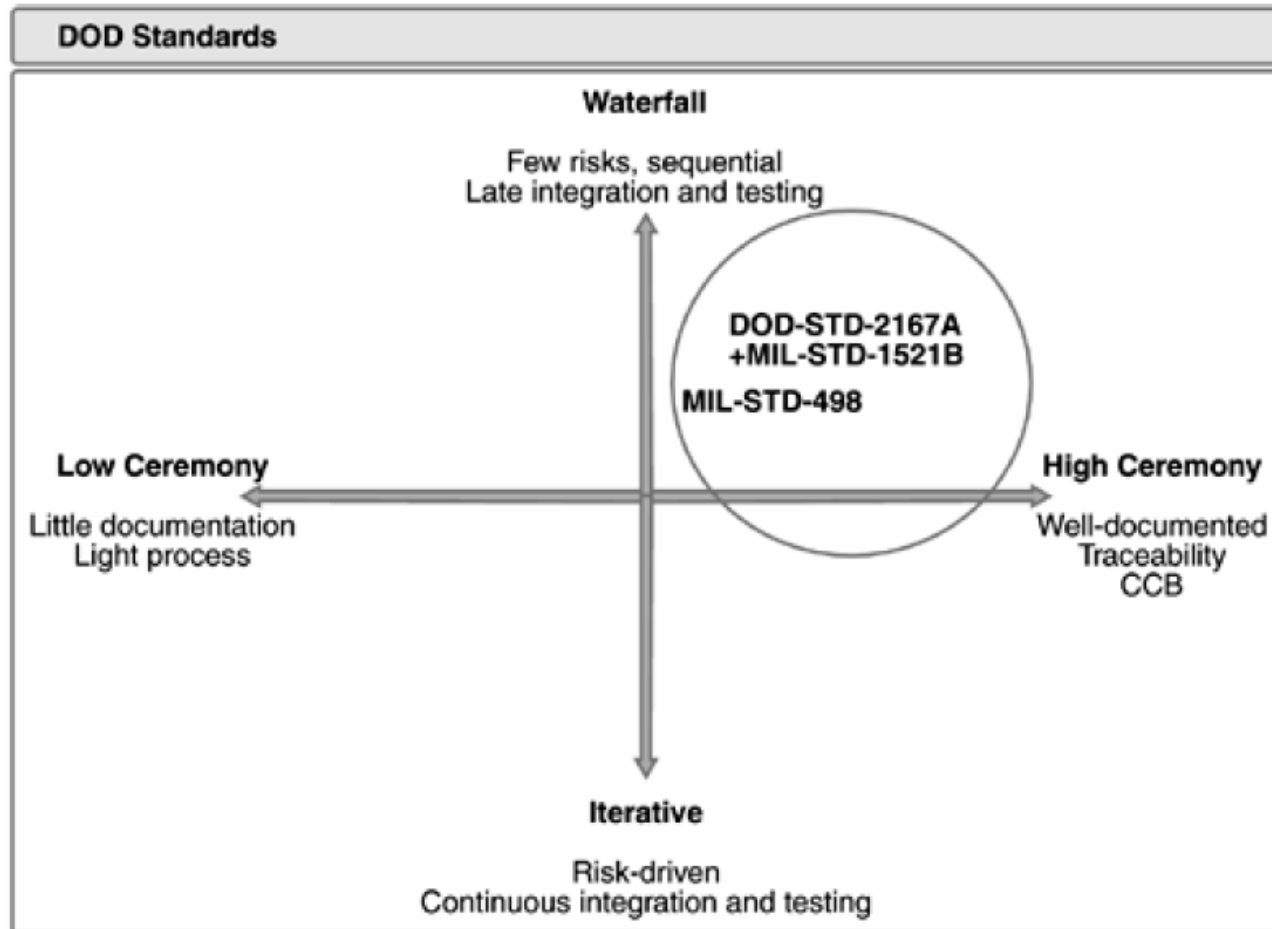 DOD Standards
Waterfall
Few risks, sequential
Late integration and testing
DOD-STD-2167A
+MIL-STD-1521B
MIL-STD-498
Low Ceremony
Little documentation
Light process
High Ceremony
Well-documented
Traceability
CCB
Iterative
Risk-driven
Continuous integration and testing